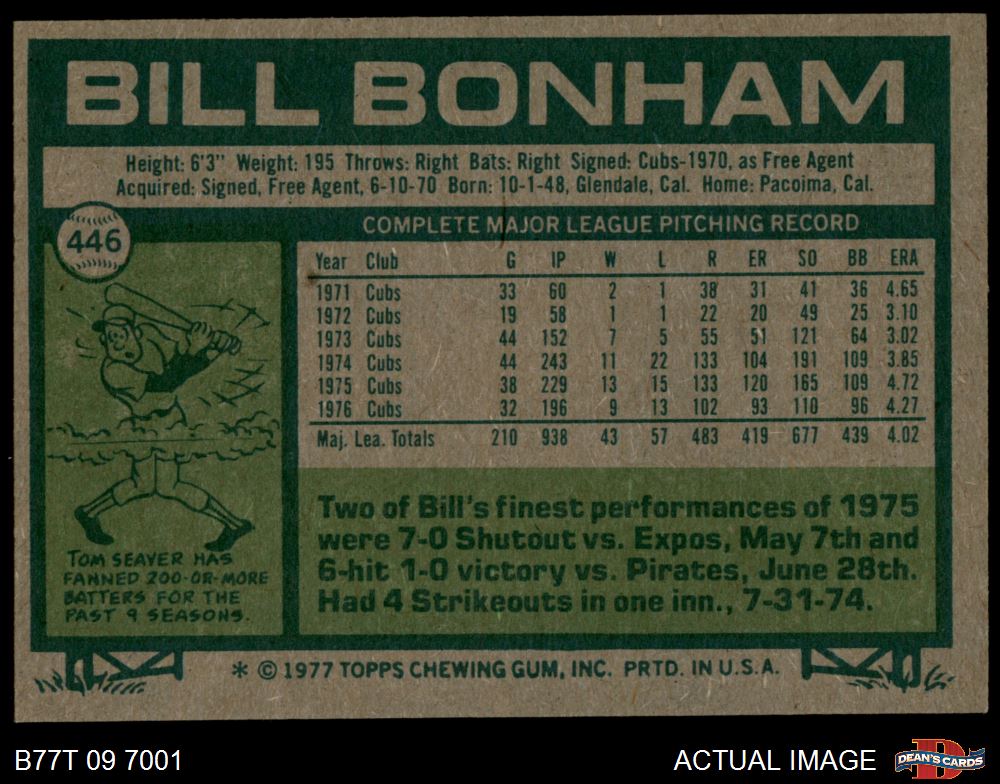 BILL BONHAM
Height: 6'3" Weight: 195 Throws: Right Bats: Right Signed: Cubs-1970, as Free Agent
Acquired: Signed, Free Agent, 6-10-70 Born: 10-1-48, Glendale, Cal. Home: Pacoima, Cal.
446
COMPLETE MAJOR LEAGUE PITCHING RECORD
Year Club G IP W L R ER SO BB ERA
1971 Cubs 33 60 2 1 38 31 41 36 4.65
1972 Cubs 19 58 1 1 22 20 49 25 3.10
1973 Cubs 44 152 7 5 55 51 121 64 3.02
1974 Cubs 44 243 11 22 133 104 191 109 3.85
1975 Cubs 38 229 13 15 133 120 165 109 4.72
1976 Cubs 32 196 9 13 102 93 110 96 4.27
Maj. Lea. Totals 210 938 43 57 483 419 677 439 4.02
TOM SEAVER HAS
FANNED 200-OR-MORE
BATTERS FOR THE
PAST 9 SEASONS.
Two of Bill's finest performances of 1975
were 7-0 Shutout vs. Expos, May 7th and
6-hit 1-0 victory vs. Pirates, June 28th.
Had 4 Strikeouts in one inn., 7-31-74.
* © 1977 TOPPS CHEWING GUM, INC. PRTD. IN U.S.A.
B77T 09 7001
ACTUAL IMAGE
DEAN'S CARDS